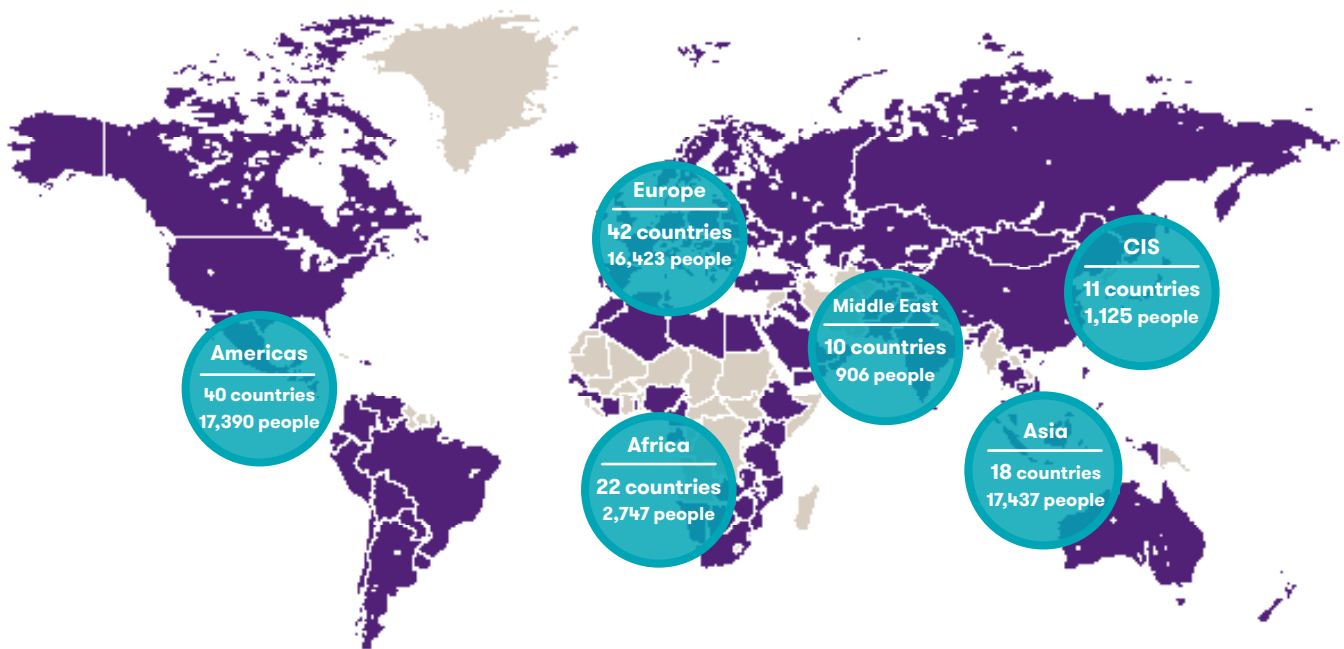 Europe
42 countries
16,423 people
CIS
11 countries
1,125 people
Middle East
10 countries
906 people
Americas
40 countries
17,390 people
Africa
22 countries
2,747 people
Asia
18 countries
17,437 people